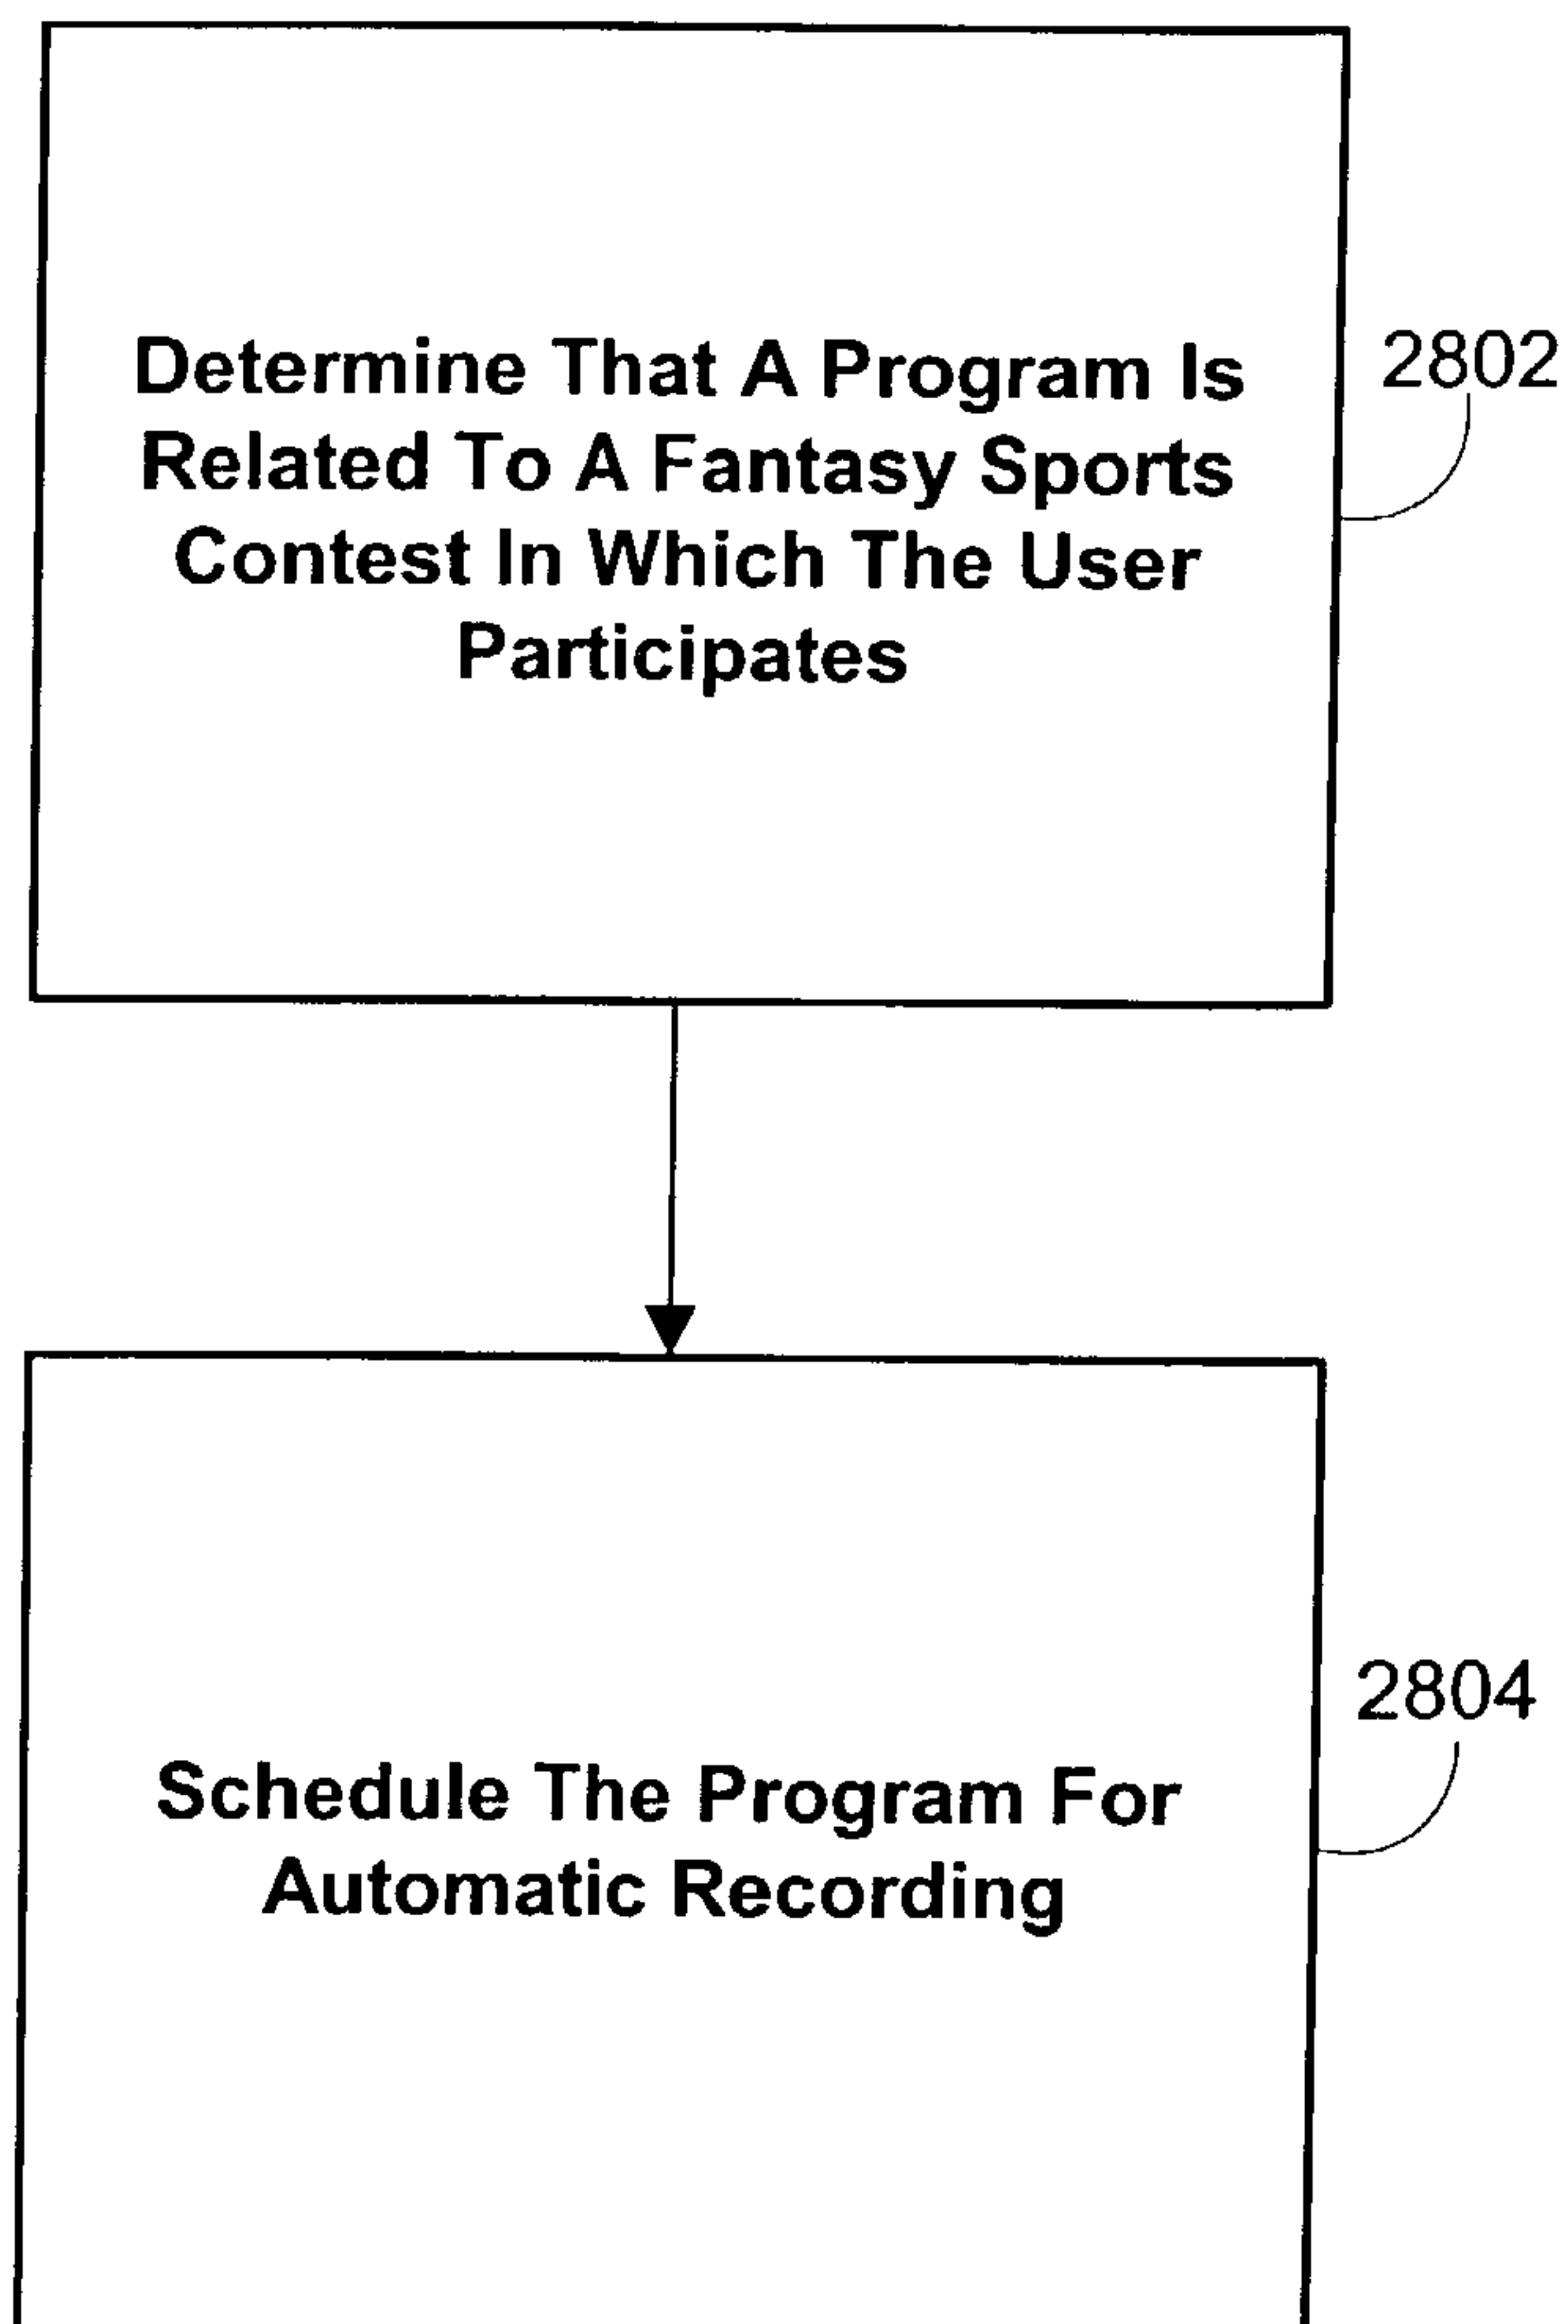 Determine That A Program Is
Related To A Fantasy Sports
Contest In Which The User
Participates
2802
Schedule The Program For
Automatic Recording
2804